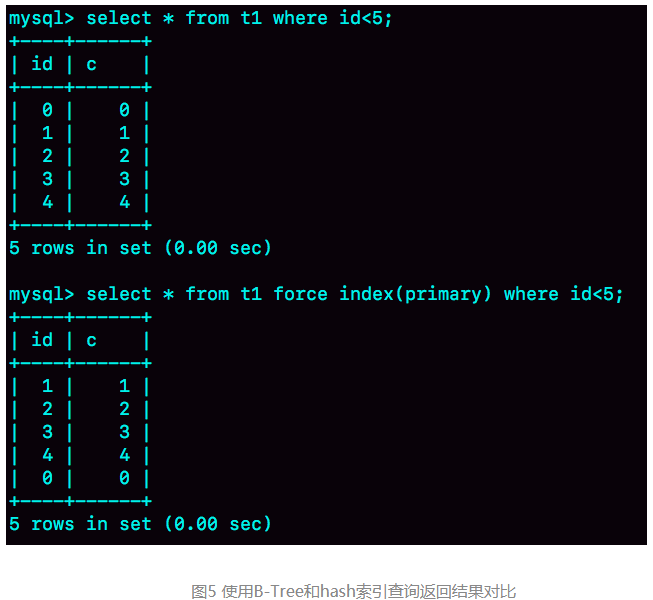 mysql> select * from t1 where id<5;
+----+------+
| id | c    |
+----+------+
|  0 |    0 |
|  1 |    1 |
|  2 |    2 |
|  3 |    3 |
|  4 |    4 |
+----+------+
5 rows in set (0.00 sec)

mysql> select * from t1 force index(primary) where id<5;
+----+------+
| id | c    |
+----+------+
|  1 |    1 |
|  2 |    2 |
|  3 |    3 |
|  4 |    4 |
|  0 |    0 |
+----+------+
5 rows in set (0.00 sec)

图5 使用B-Tree和hash索引查询返回结果对比